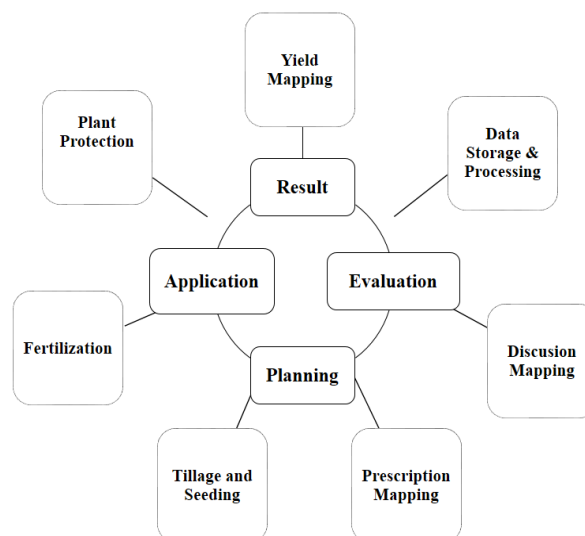 Yield
Mapping
Plant
Protection
Data
Storage &
Processing
Result
Application
Evaluation
Fertilization
Discusion
Mapping
Planning
Tillage and
Seeding
Prescription
Mapping